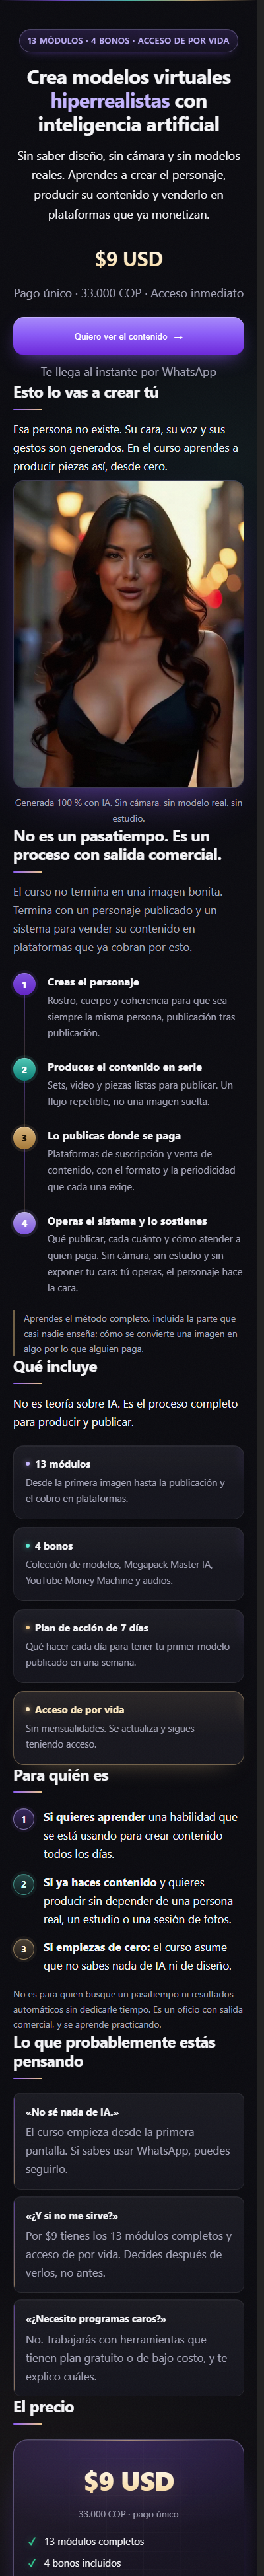 13 MÓDULOS · 4 BONOS · ACCESO DE POR VIDA
Crea modelos virtuales
hiperrealistas con
inteligencia artificial
Sin saber diseño, sin cámara y sin modelos
reales. Aprendes a crear el personaje,
producir su contenido y venderlo en
plataformas que ya monetizan.
$9 USD
Pago único · 33.000 COP · Acceso inmediato
Quiero ver el contenido →
Te llega al instante por WhatsApp
Esto lo vas a crear tú
Esa persona no existe. Su cara, su voz y sus
gestos son generados. En el curso aprendes a
producir piezas así, desde cero.
Generada 100 % con IA. Sin cámara, sin modelo real, sin
estudio.
No es un pasatiempo. Es un
proceso con salida comercial.
El curso no termina en una imagen bonita.
Termina con un personaje publicado y un
sistema para vender su contenido en
plataformas que ya cobran por esto.
1 Creas el personaje
Rostro, cuerpo y coherencia para que sea
siempre la misma persona, publicación tras
publicación.
2 Produces el contenido en serie
Sets, video y piezas listas para publicar. Un
flujo repetible, no una imagen suelta.
3 Lo publicas donde se paga
Plataformas de suscripción y venta de
contenido, con el formato y la periodicidad
que cada una exige.
4 Operas el sistema y lo sostienes
Qué publicar, cada cuánto y cómo atender a
quien paga. Sin cámara, sin estudio y sin
exponer tu cara: tú operas, el personaje hace
la cara.
Aprendes el método completo, incluida la parte que
casi nadie enseña: cómo se convierte una imagen en
algo por lo que alguien paga.
Qué incluye
No es teoría sobre IA. Es el proceso completo
para producir y publicar.
13 módulos
Desde la primera imagen hasta la publicación y
el cobro en plataformas.
4 bonos
Colección de modelos, Megapack Master IA,
YouTube Money Machine y audios.
Plan de acción de 7 días
Qué hacer cada día para tener tu primer modelo
publicado en una semana.
Acceso de por vida
Sin mensualidades. Se actualiza y sigues
teniendo acceso.
Para quién es
1 Si quieres aprender una habilidad que
se está usando para crear contenido
todos los días.
2 Si ya haces contenido y quieres
producir sin depender de una persona
real, un estudio o una sesión de fotos.
3 Si empiezas de cero: el curso asume
que no sabes nada de IA ni de diseño.
No es para quien busque un pasatiempo ni resultados
automáticos sin dedicarle tiempo. Es un oficio con salida
comercial, y se aprende practicando.
Lo que probablemente estás
pensando
«No sé nada de IA.»
El curso empieza desde la primera
pantalla. Si sabes usar WhatsApp, puedes
seguirlo.
«¿Y si no me sirve?»
Por $9 tienes los 13 módulos completos y
acceso de por vida. Decides después de
verlos, no antes.
«¿Necesito programas caros?»
No. Trabajarás con herramientas que
tienen plan gratuito o de bajo costo, y te
explico cuáles.
El precio
$9 USD
33.000 COP · pago único
✓ 13 módulos completos
✓ 4 bonos incluidos